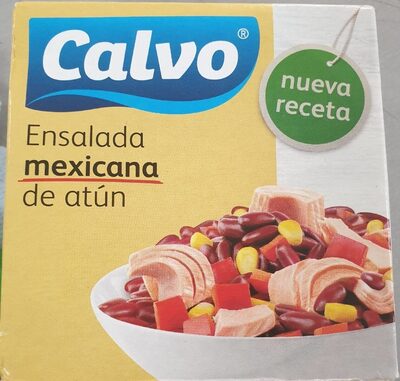 Calvo®
nueva
receta
Ensalada
mexicana
de atún